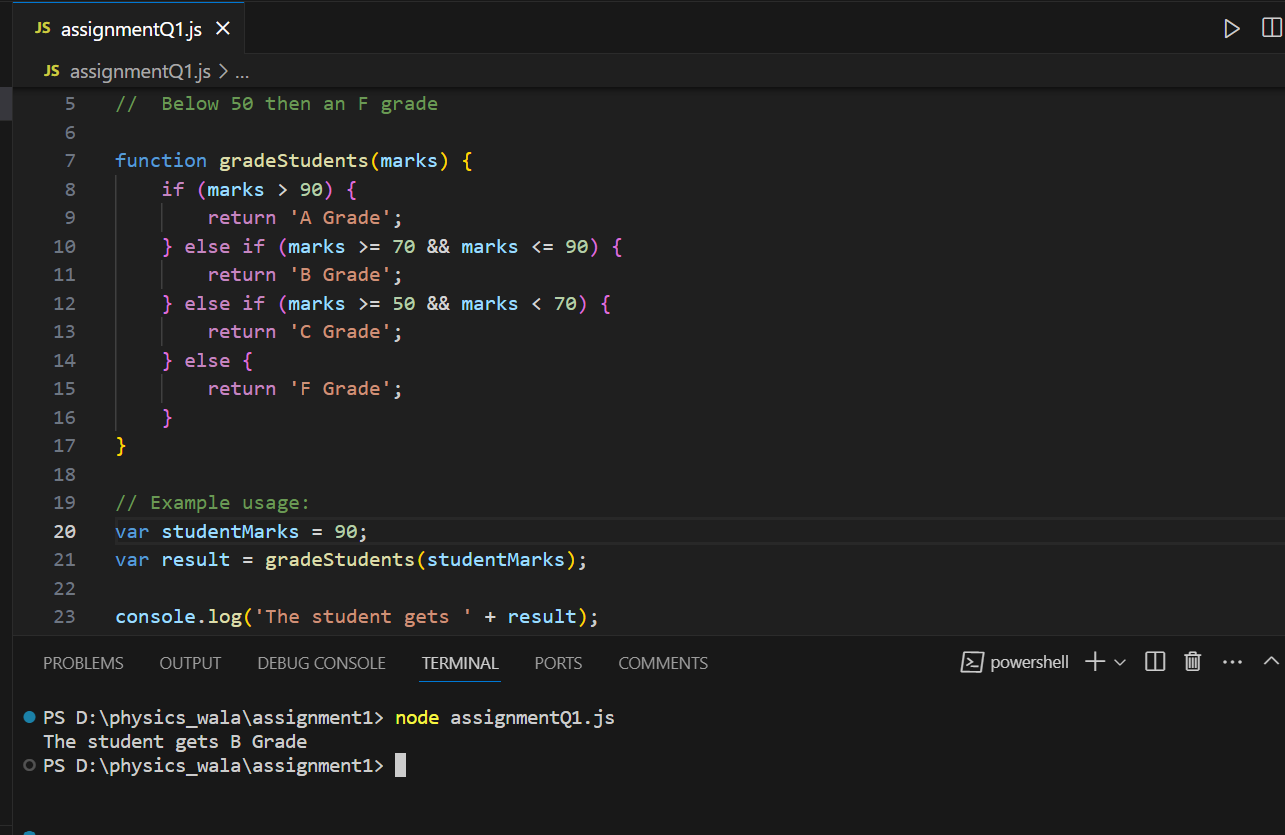 JS assignmentQ1.js
JS assignmentQ1.js > ...
5 //  Below 50 then an F grade
6
7 function gradeStudents(marks) {
8     if (marks > 90) {
9         return 'A Grade';
10     } else if (marks >= 70 && marks <= 90) {
11         return 'B Grade';
12     } else if (marks >= 50 && marks < 70) {
13         return 'C Grade';
14     } else {
15         return 'F Grade';
16     }
17 }
18
19 // Example usage:
20 var studentMarks = 90;
21 var result = gradeStudents(studentMarks);
22
23 console.log('The student gets ' + result);
PROBLEMS OUTPUT DEBUG CONSOLE TERMINAL PORTS COMMENTS powershell
PS D:\physics_wala\assignment1> node assignmentQ1.js
The student gets B Grade
PS D:\physics_wala\assignment1>